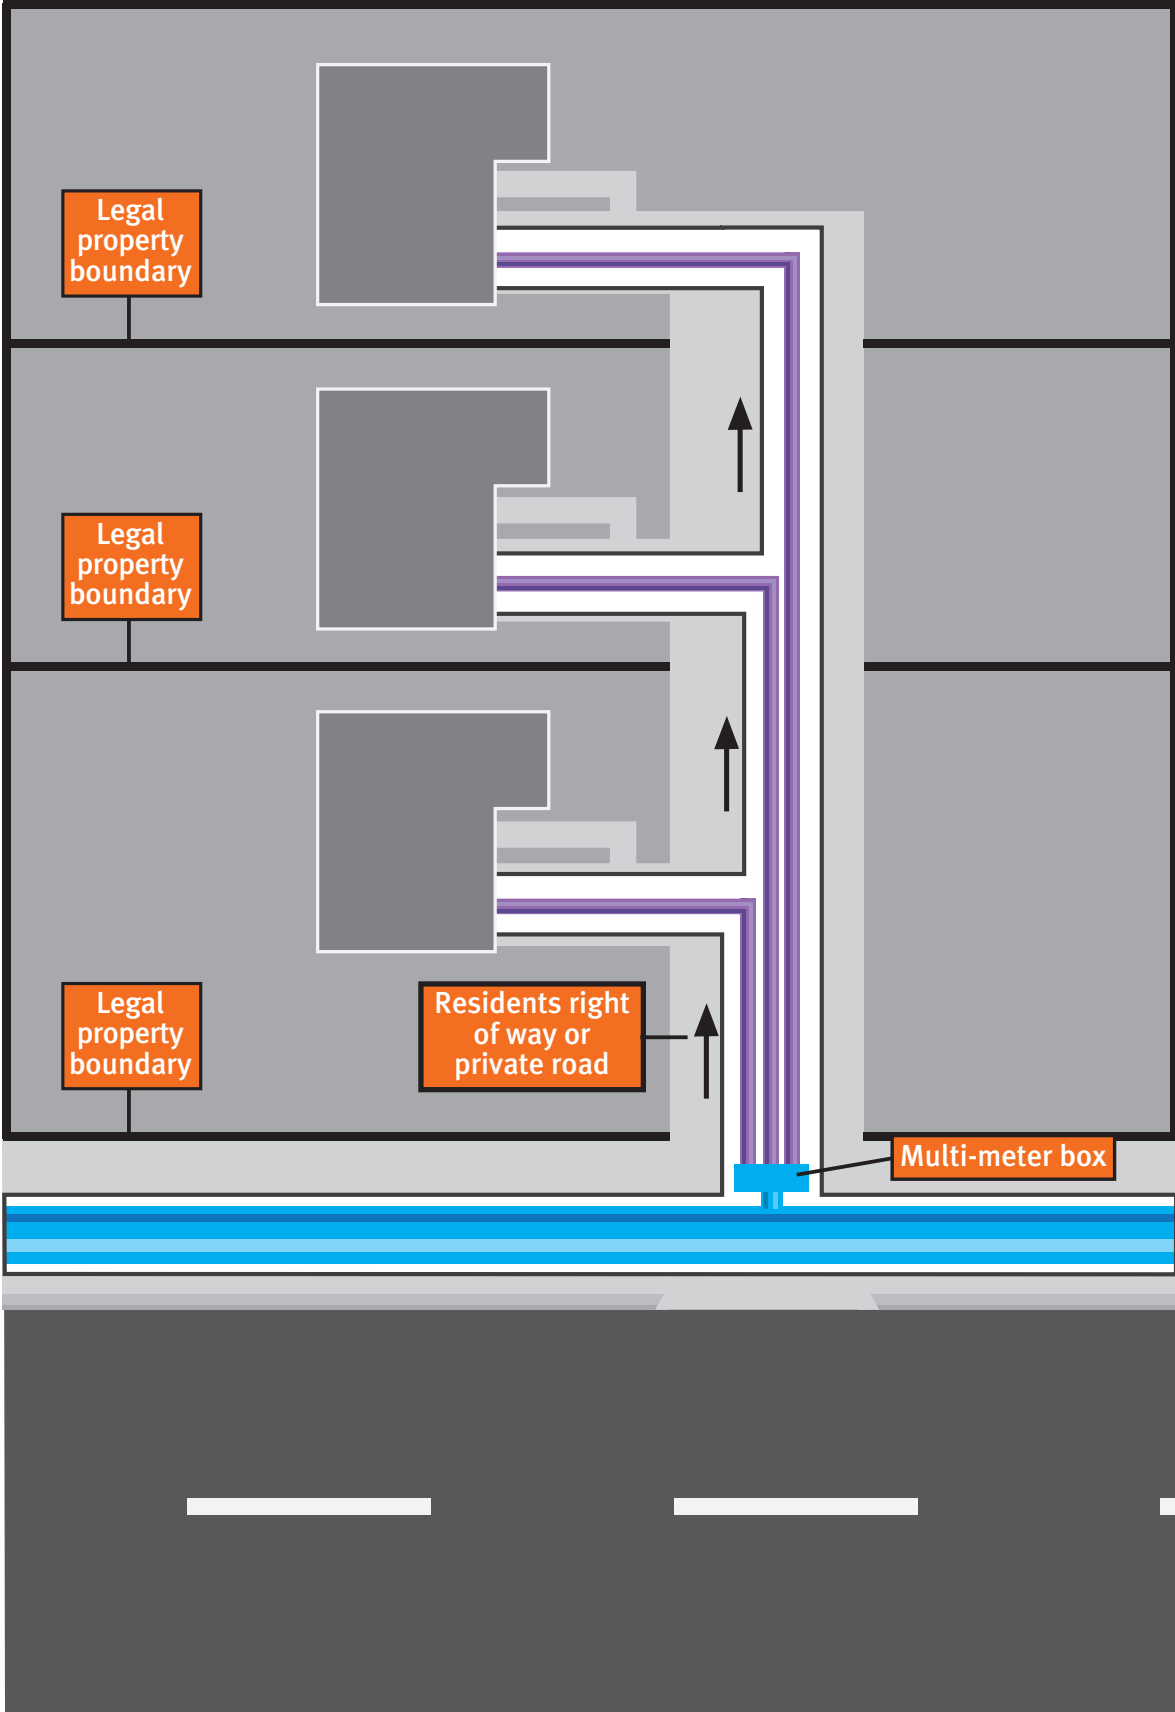 Legal
property
boundary
Legal
property
boundary
Legal
property
boundary
Residents right
of way or
private road
Multi-meter box